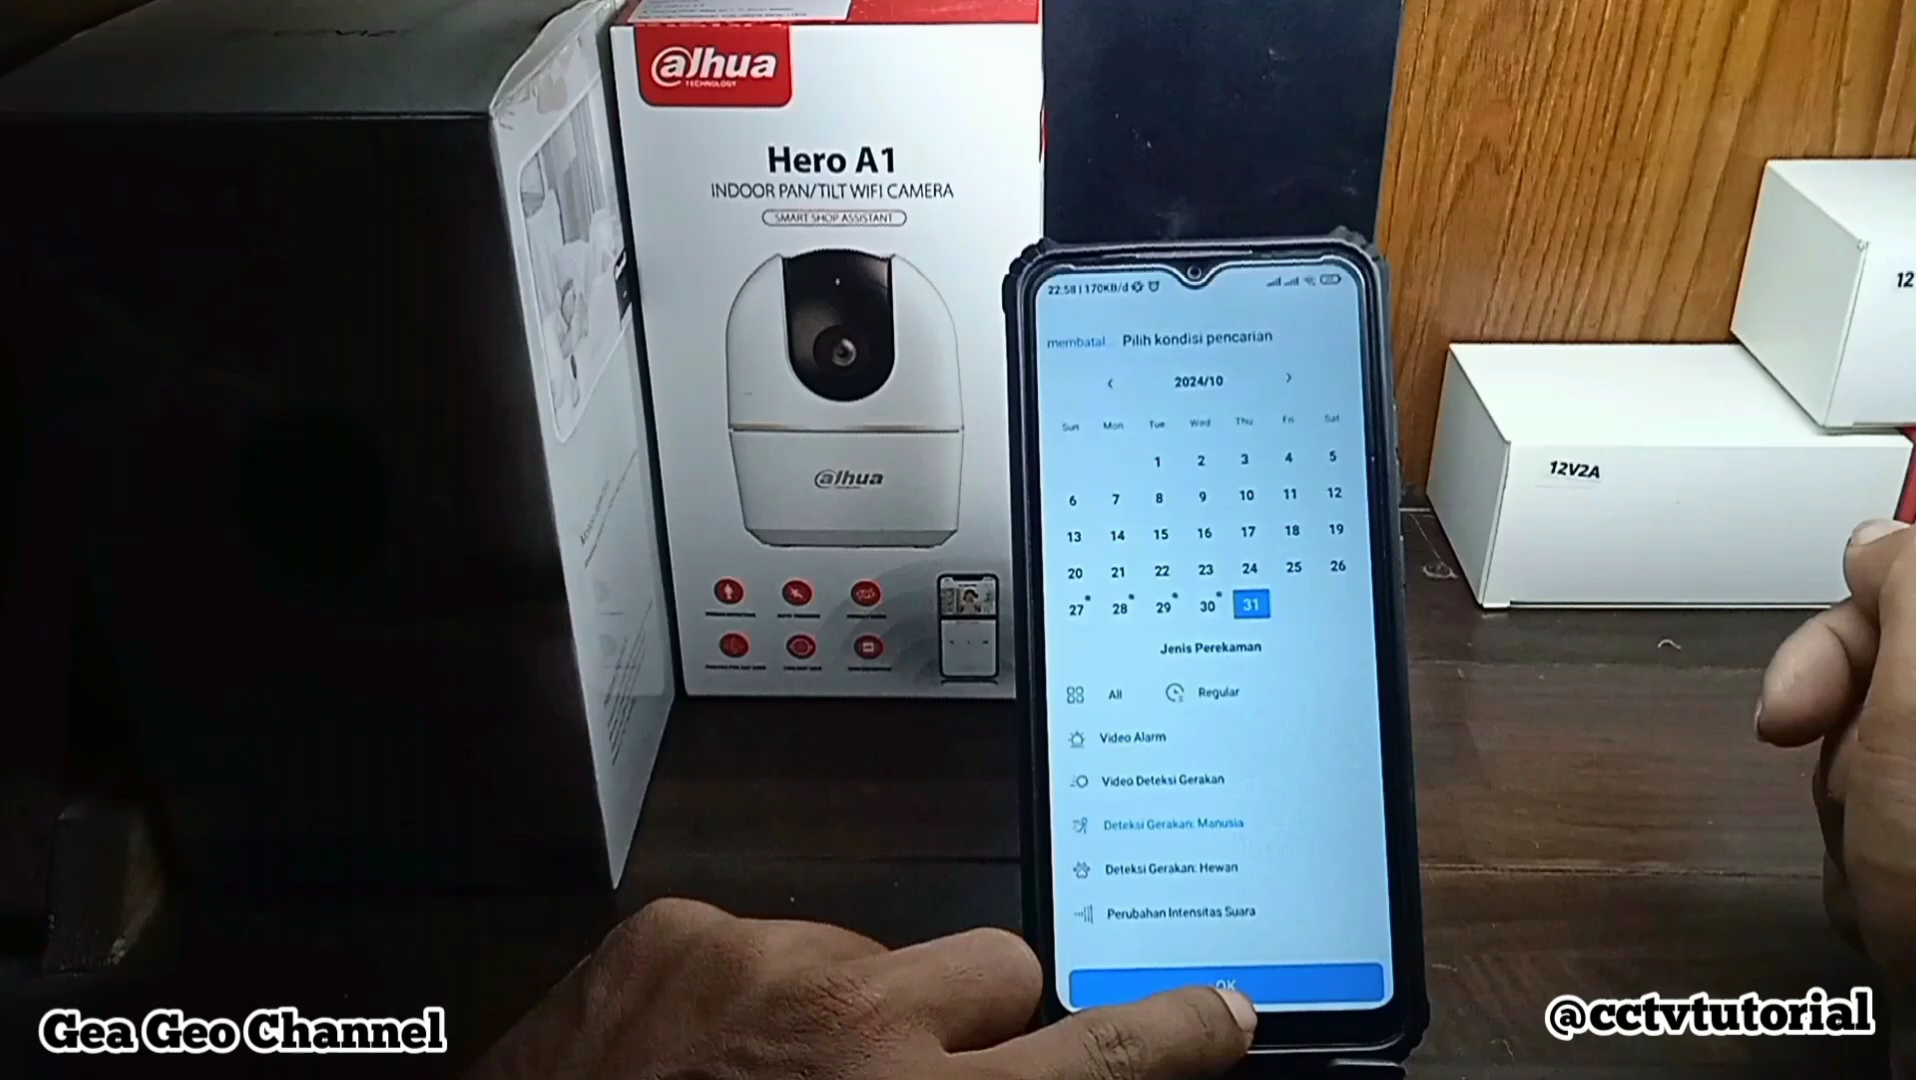 alhua
TECHNOLOGY
Hero A1
INDOOR PAN/TILT WIFI CAMERA
SMART SHOP ASSISTANT
alhua
22:58 | 170KB/d
membatal... Pilih kondisi pencarian
2024/10
Sun Mon Tue Wed Thu Fri Sat
1 2 3 4 5
6 7 8 9 10 11 12
13 14 15 16 17 18 19
20 21 22 23 24 25 26
27 28 29 30 31
Jenis Perekaman
All Regular
Video Alarm
Video Deteksi Gerakan
Deteksi Gerakan: Manusia
Deteksi Gerakan: Hewan
Perubahan Intensitas Suara
OK
12
12V2A
Gea Geo Channel
@cctvtutorial